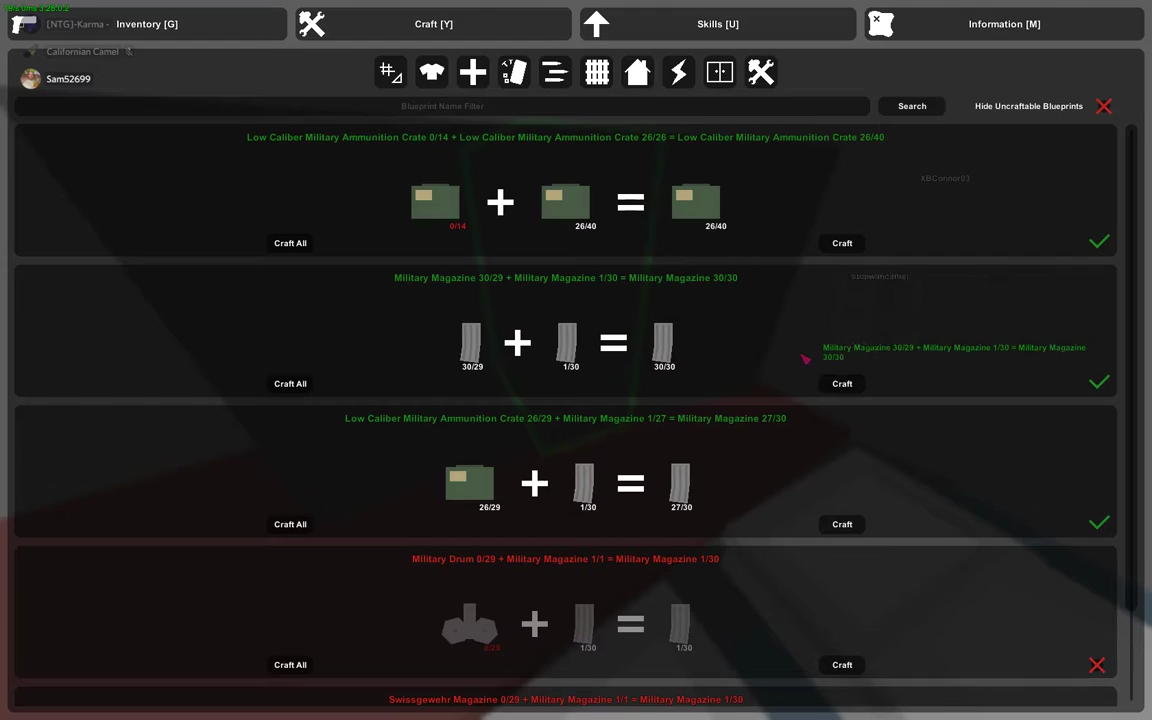 [NTG]-Karma -
Inventory [G]
Craft [Y]
Skills [U]
Information [M]
Californian Camel
Sam52699
Blueprint Name Filter
Search
Hide Uncraftable Blueprints
Low Caliber Military Ammunition Crate 0/14 + Low Caliber Military Ammunition Crate 26/26 = Low Caliber Military Ammunition Crate 26/40
XBConnor03
0/14
26/40
26/40
Craft All
Craft
Military Magazine 30/29 + Military Magazine 1/30 = Military Magazine 30/30
Military Magazine 30/29 + Military Magazine 1/30 = Military Magazine
30/30
30/29
1/30
30/30
Craft All
Craft
Low Caliber Military Ammunition Crate 26/29 + Military Magazine 1/27 = Military Magazine 27/30
26/29
1/30
27/30
Craft All
Craft
Military Drum 0/29 + Military Magazine 1/1 = Military Magazine 1/30
0/29
1/30
1/30
Craft All
Craft
Swissgewehr Magazine 0/29 + Military Magazine 1/1 = Military Magazine 1/30